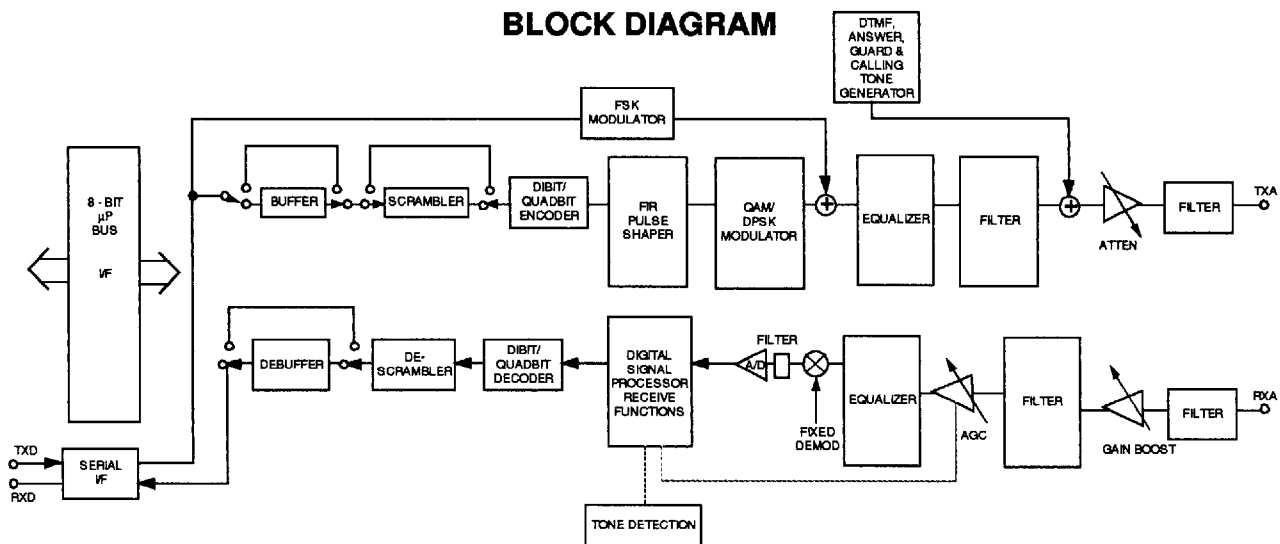 BLOCK DIAGRAM
DTMF,
ANSWER,
GUARD &
CALLING
TONE
GENERATOR
FSK
MODULATOR
8 - BIT
µP
BUS
I/F
BUFFER
SCRAMBLER
DIBIT/
QUADBIT
ENCODER
FIR
PULSE
SHAPER
QAM/
DPSK
MODULATOR
EQUALIZER
FILTER
ATTEN
FILTER
TXA
DEBUFFER
DE-
SCRAMBLER
DIBIT/
QUADBIT
DECODER
DIGITAL
SIGNAL
PROCESSOR
RECEIVE
FUNCTIONS
A/D
FILTER
FIXED
DEMOD
EQUALIZER
AGC
FILTER
GAIN BOOST
FILTER
RXA
TXD
RXD
SERIAL
I/F
TONE DETECTION